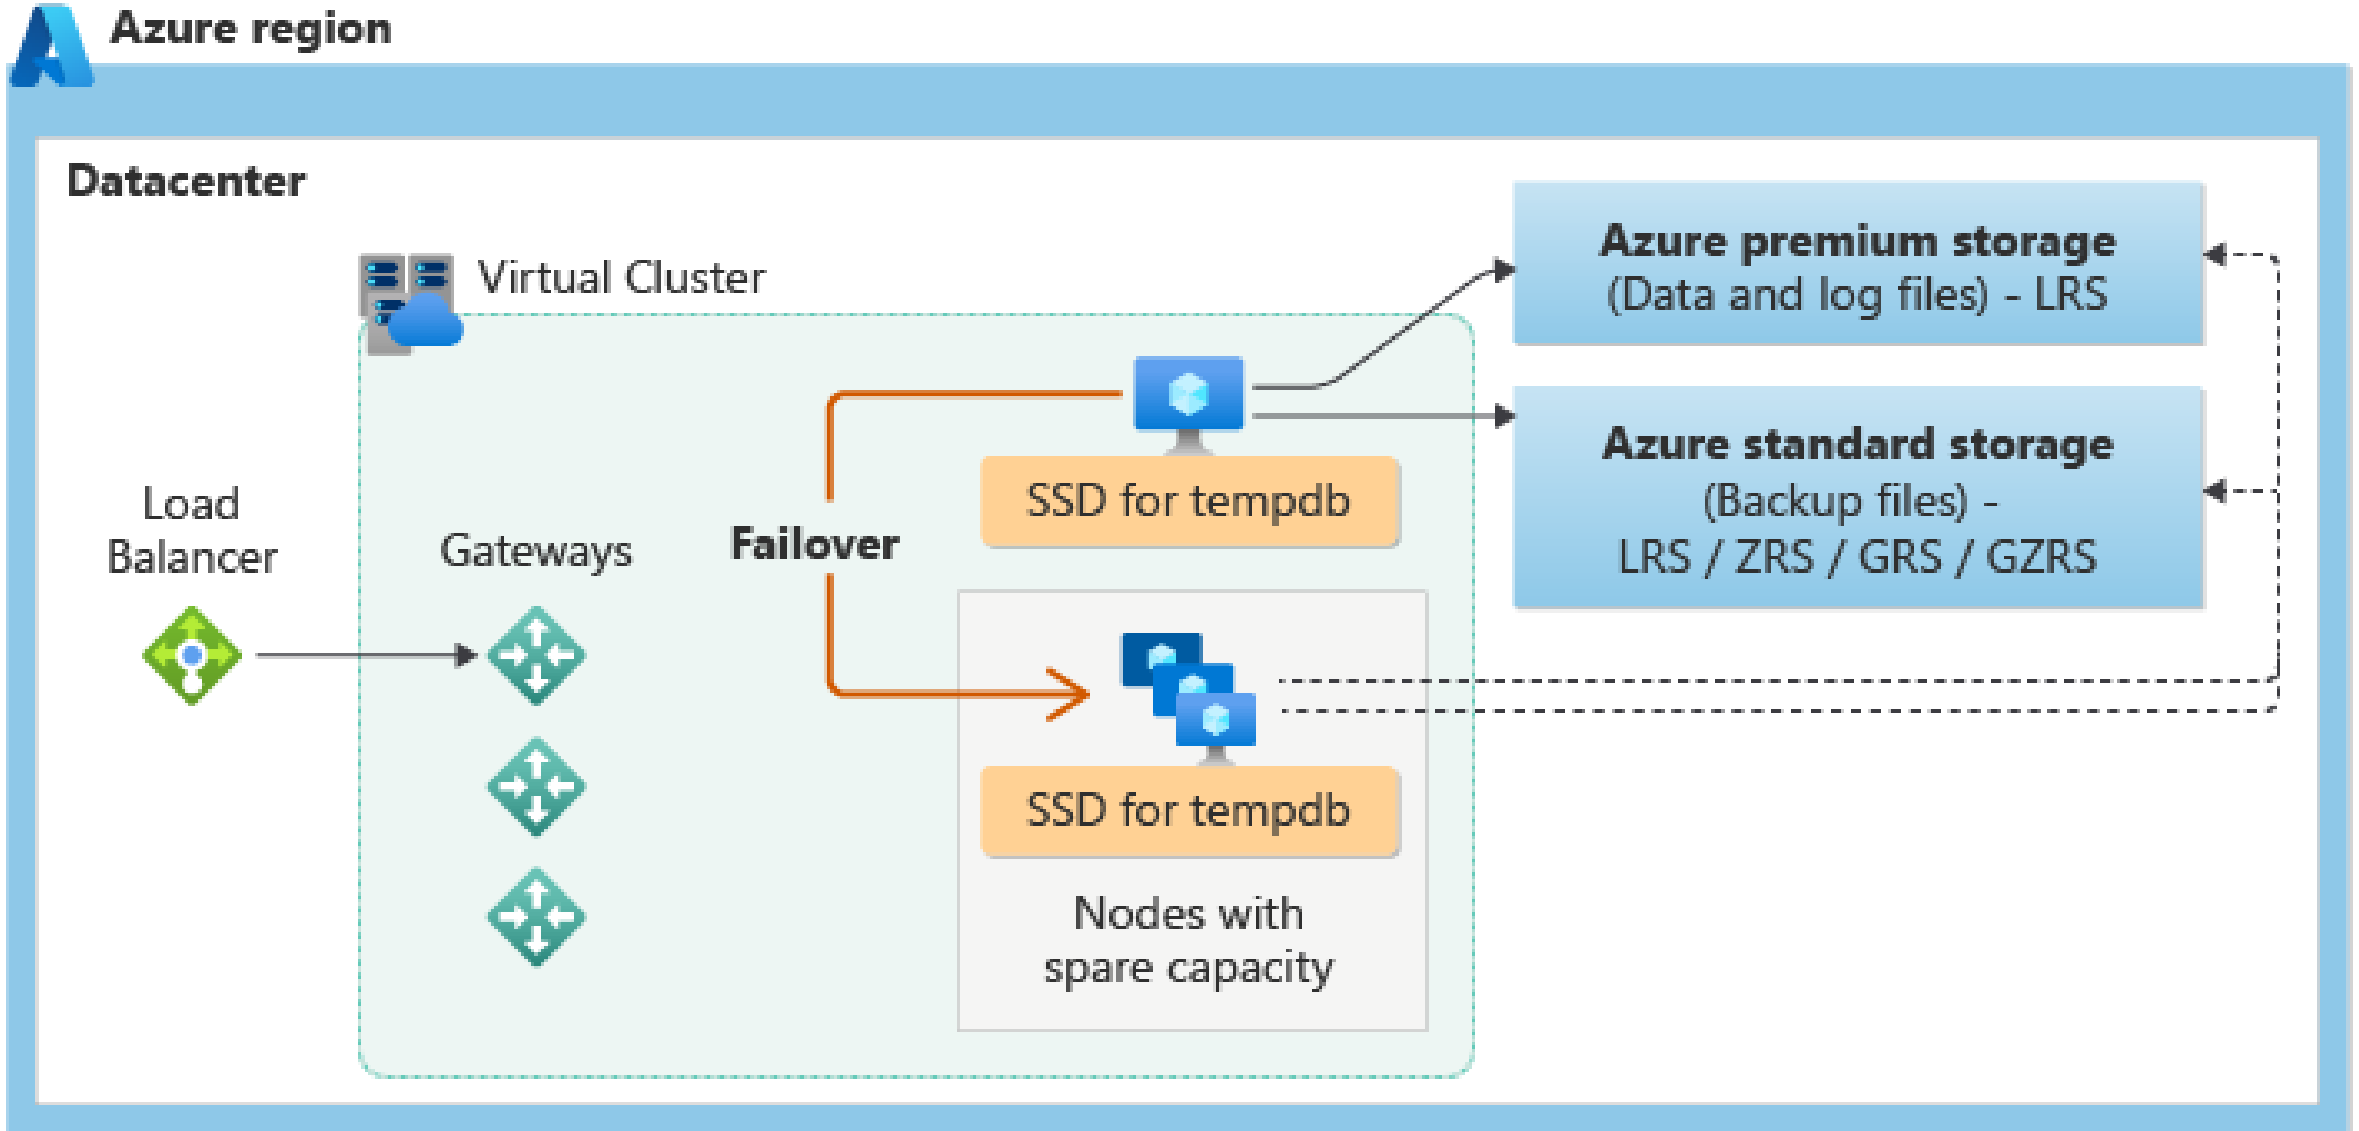 Azure region
Datacenter
Virtual Cluster
Azure premium storage
(Data and log files) - LRS
Azure standard storage
(Backup files) -
LRS / ZRS / GRS / GZRS
Load
Balancer
Gateways
Failover
SSD for tempdb
SSD for tempdb
Nodes with
spare capacity